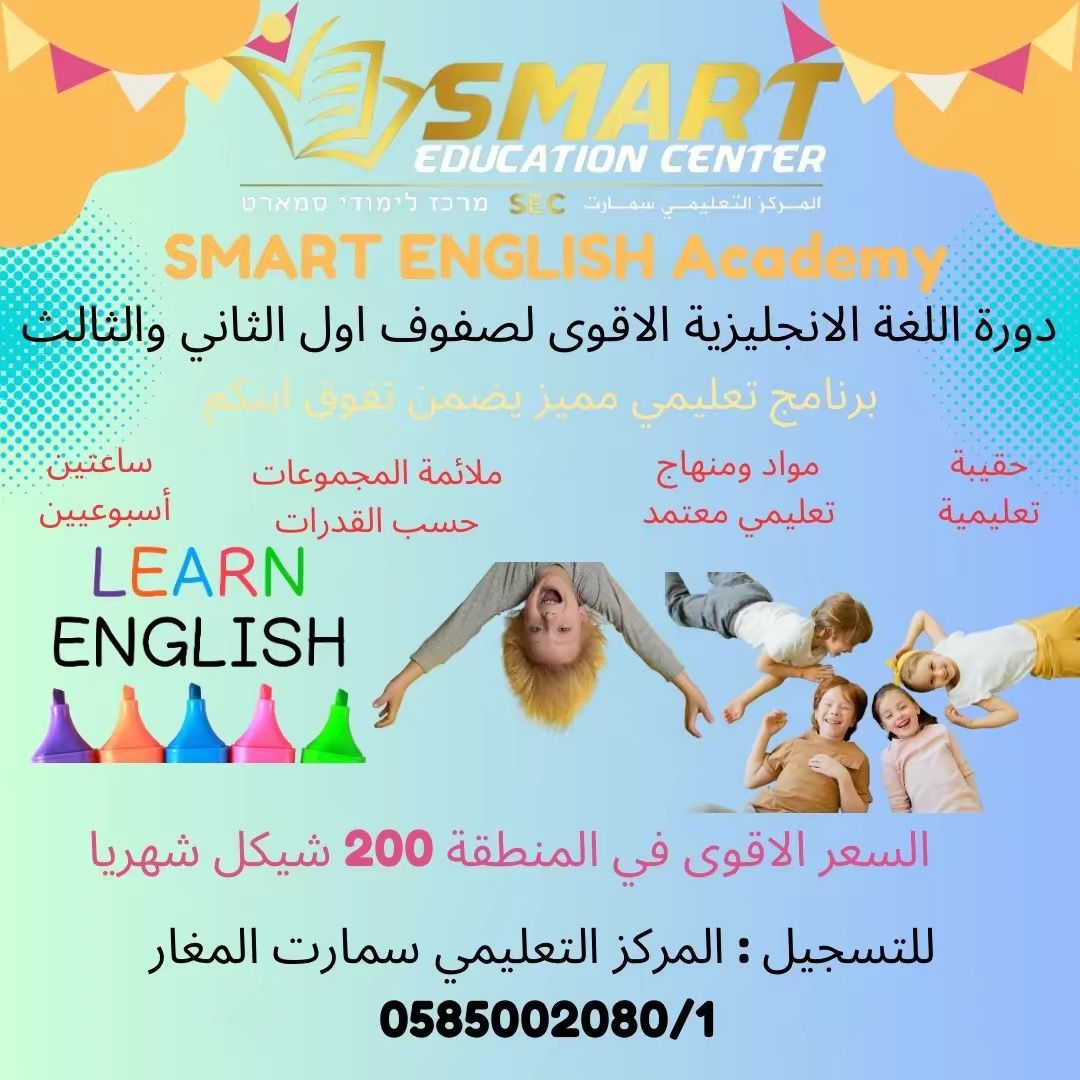 SMART
EDUCATION CENTER
המרכז לימודי סמארט SEC المركز التعليمي سمارت
SMART ENGLISH Academy
دورة اللغة الانجليزية الاقوى لصفوف اول الثاني والثالث
برنامج تعليمي مميز يضمن تفوق ابنكم
حقيبة
تعليمية
مواد ومنهاج
تعليمي معتمد
ملائمة المجموعات
حسب القدرات
ساعتين
أسبوعيين
LEARN
ENGLISH
السعر الاقوى في المنطقة 200 شيكل شهريا
للتسجيل : المركز التعليمي سمارت المغار
0585002080/1